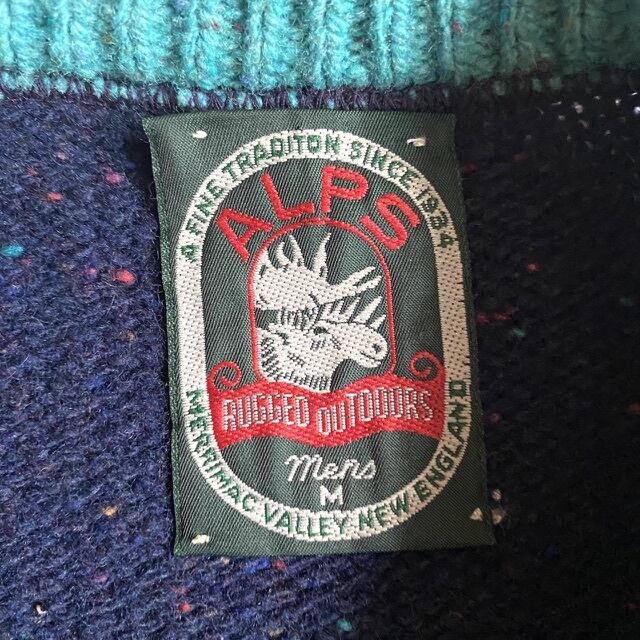 A FINE TRADITON SINCE 1934
ALPS
RUGGED OUTDOORS
Mens
M
MERRIMAC VALLEY NEW ENGLAND